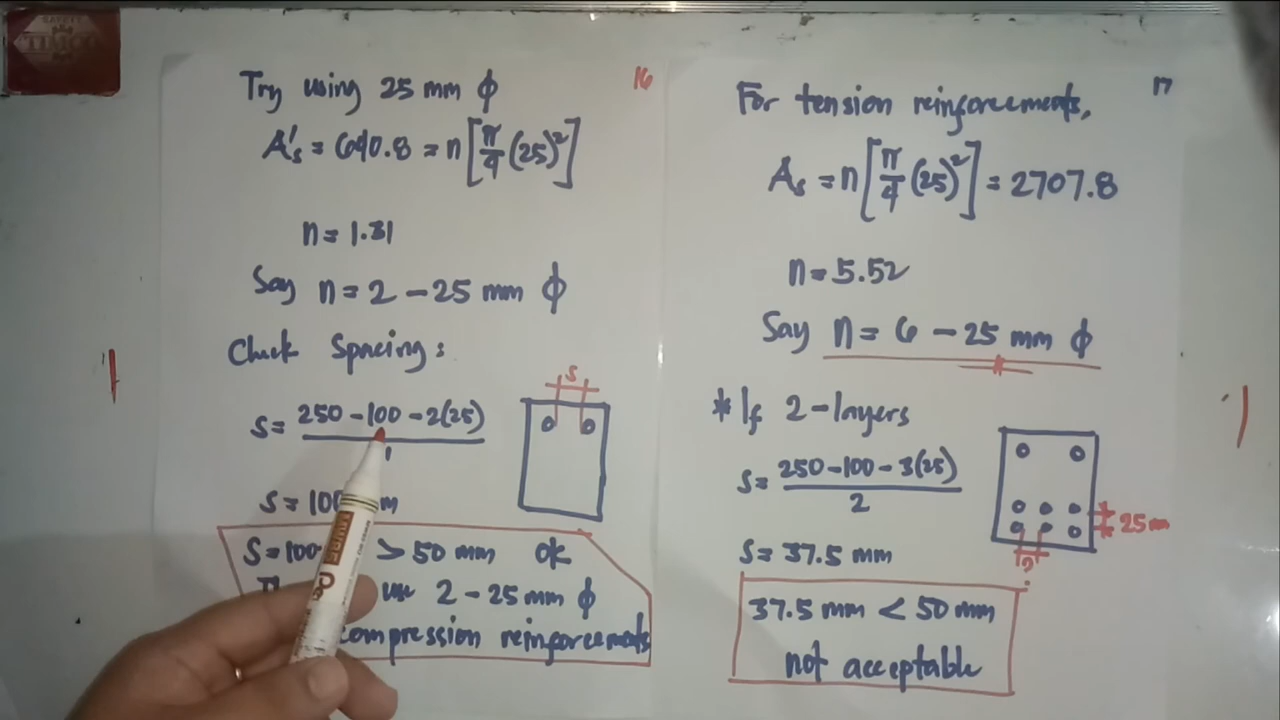 Try using 25 mm ϕ
16
A's = 640.8 = n[π/4 (25)²]
n = 1.31
Say n = 2 – 25 mm ϕ
Check Spacing:
S
S = 250 – 100 – 2(25) / 1
S = 100
S = 100 > 50 mm ok
use 2 – 25 mm ϕ
compression reinforcements
For tension reinforcements,
17
As = n[π/4 (25)²] = 2707.8
n = 5.52
Say n = 6 – 25 mm ϕ
* If 2-layers
S = 250 – 100 – 3(25) / 2
25 m
S = 37.5 mm
37.5 mm < 50 mm
not acceptable